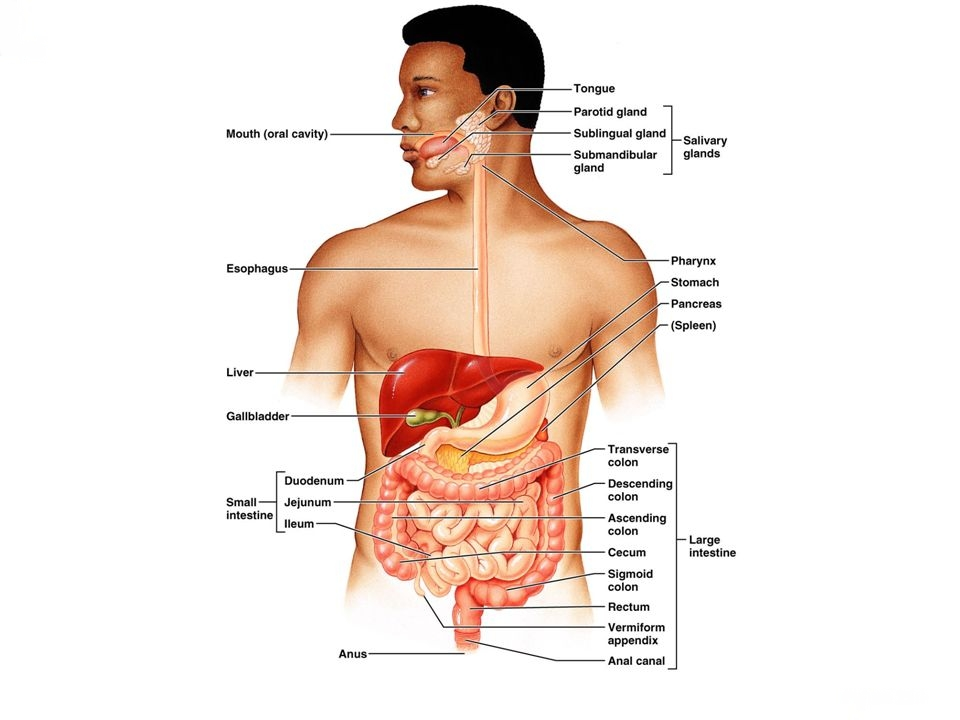 Tongue
Parotid gland
Mouth (oral cavity)
Sublingual gland
Submandibular
gland
Salivary
glands
Pharynx
Esophagus
Stomach
Pancreas
(Spleen)
Liver
Gallbladder
Transverse
colon
Duodenum
Jejunum
Ileum
Small
intestine
Descending
colon
Ascending
colon
Cecum
Sigmoid
colon
Rectum
Vermiform
appendix
Anal canal
Large
intestine
Anus